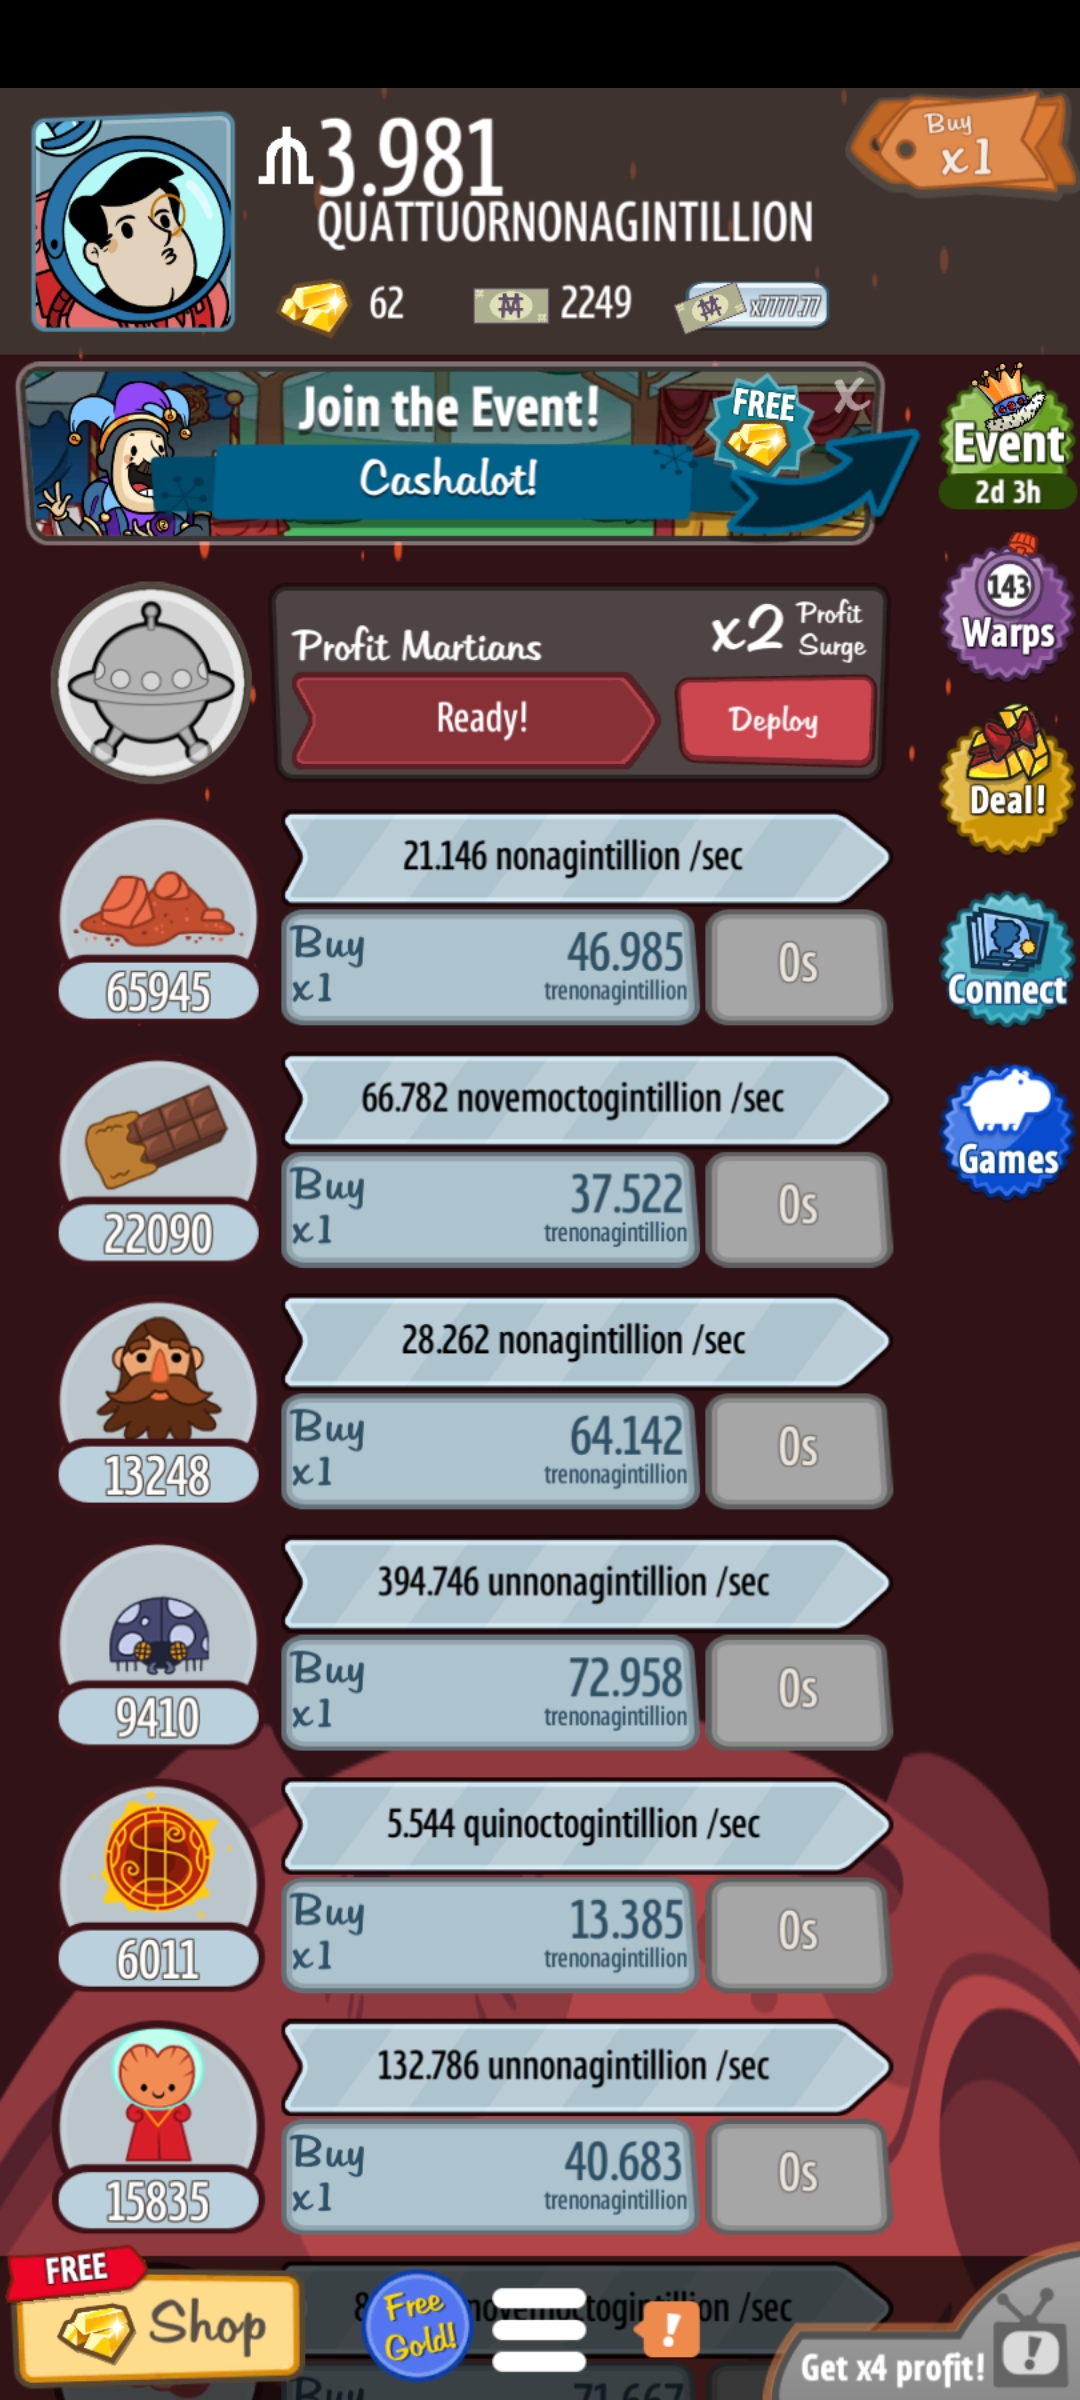 3.981
QUATTUORNONAGINTILLION
Buy
x1
62
2249
x7777.77
Join the Event!
FREE
X
Cashalot!
Event
2d 3h
143
Warps
Profit Martians
x2 Profit
Surge
Ready!
Deploy
Deal!
21.146 nonagintillion /sec
65945
Buy
x1
46.985
trenonagintillion
0s
Connect
66.782 novemoctogintillion /sec
22090
Buy
x1
37.522
trenonagintillion
0s
Games
28.262 nonagintillion /sec
13248
Buy
x1
64.142
trenonagintillion
0s
394.746 unnonagintillion /sec
9410
Buy
x1
72.958
trenonagintillion
0s
5.544 quinoctogintillion /sec
6011
Buy
x1
13.385
trenonagintillion
0s
132.786 unnonagintillion /sec
15835
Buy
x1
40.683
trenonagintillion
0s
FREE
Shop
Free
Gold!
/sec
!
Get x4 profit!
!
Buy
71.667